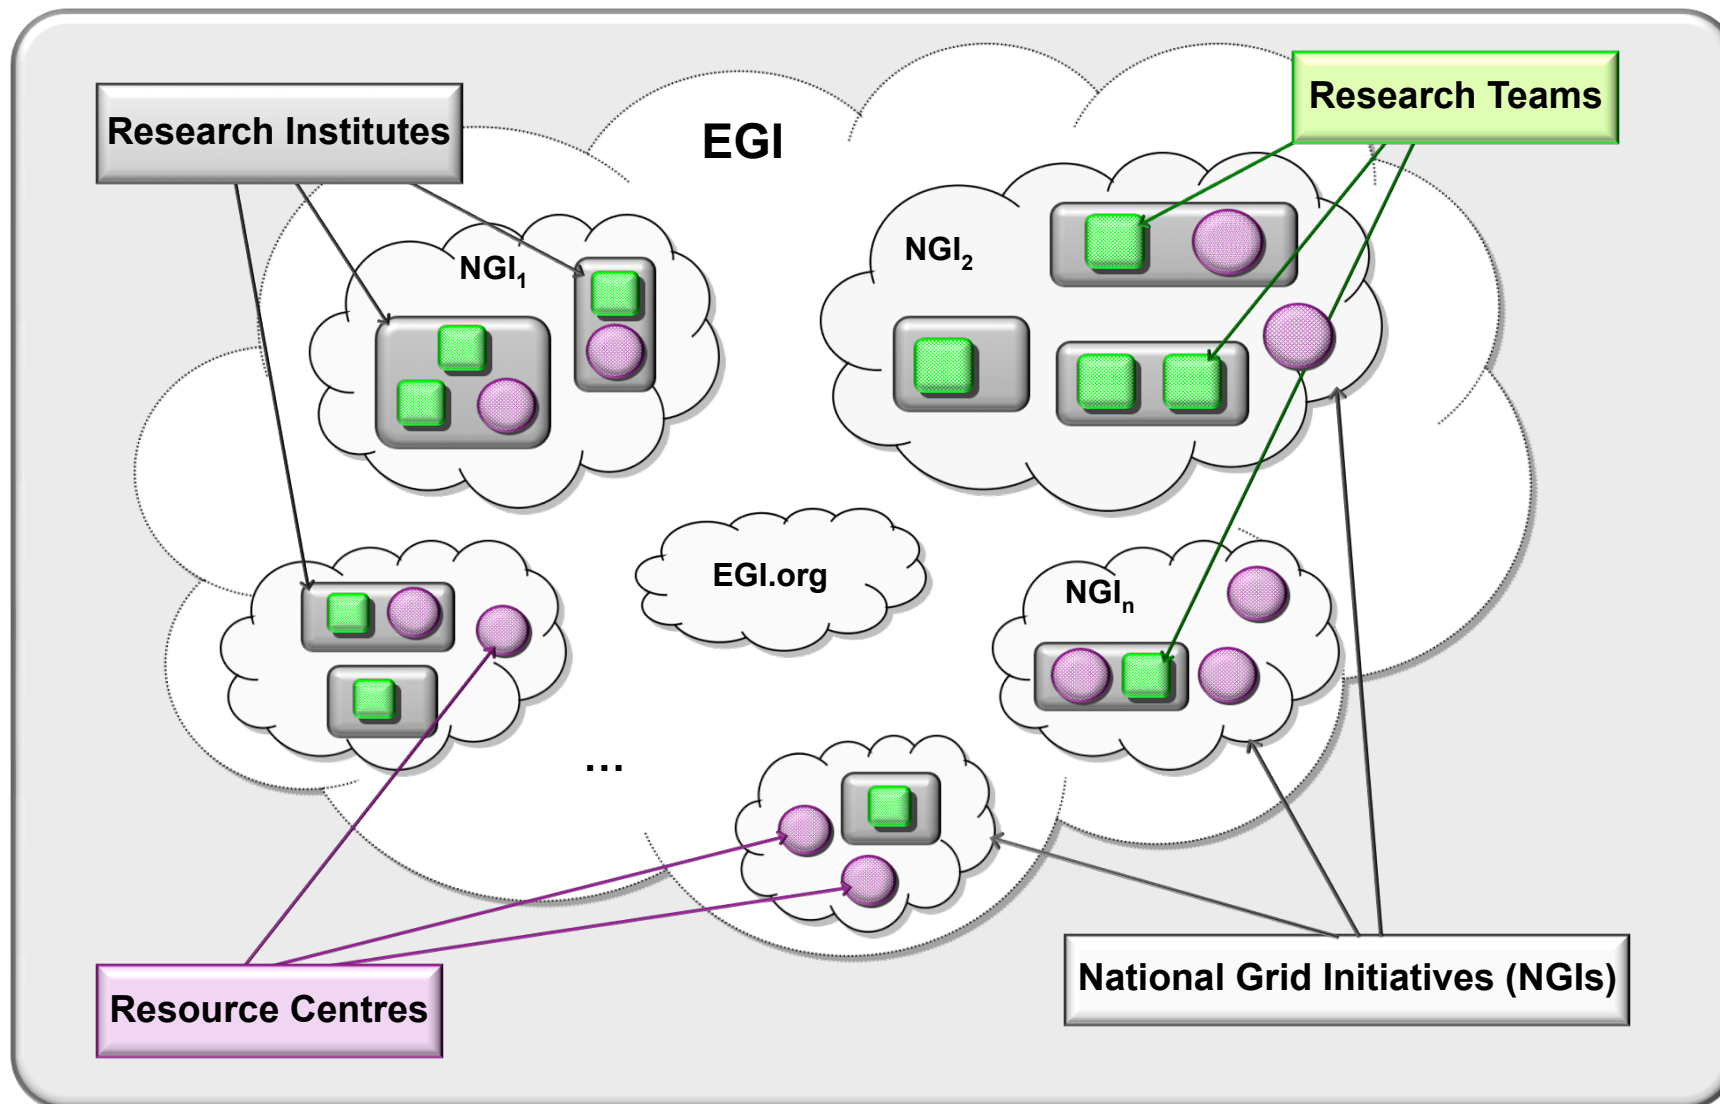 Research Institutes
Research Teams
EGI
NGI₁
NGI₂
EGI.org
NGIₙ
...
Resource Centres
National Grid Initiatives (NGIs)